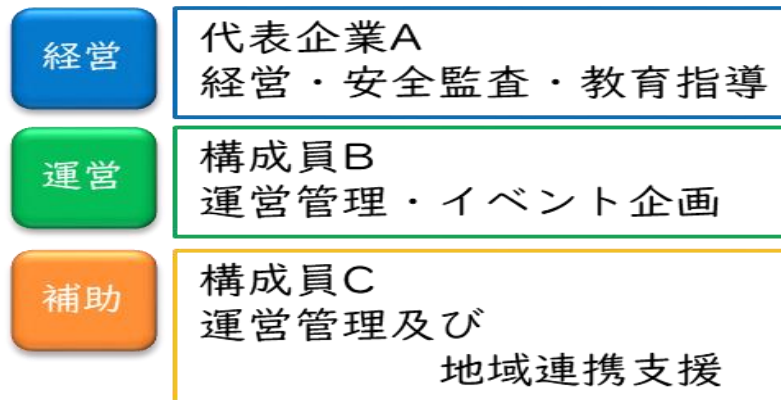 経営
代表企業A
経営・安全監査・教育指導
運営
構成員B
運営管理・イベント企画
補助
構成員C
運営管理及び
地域連携支援